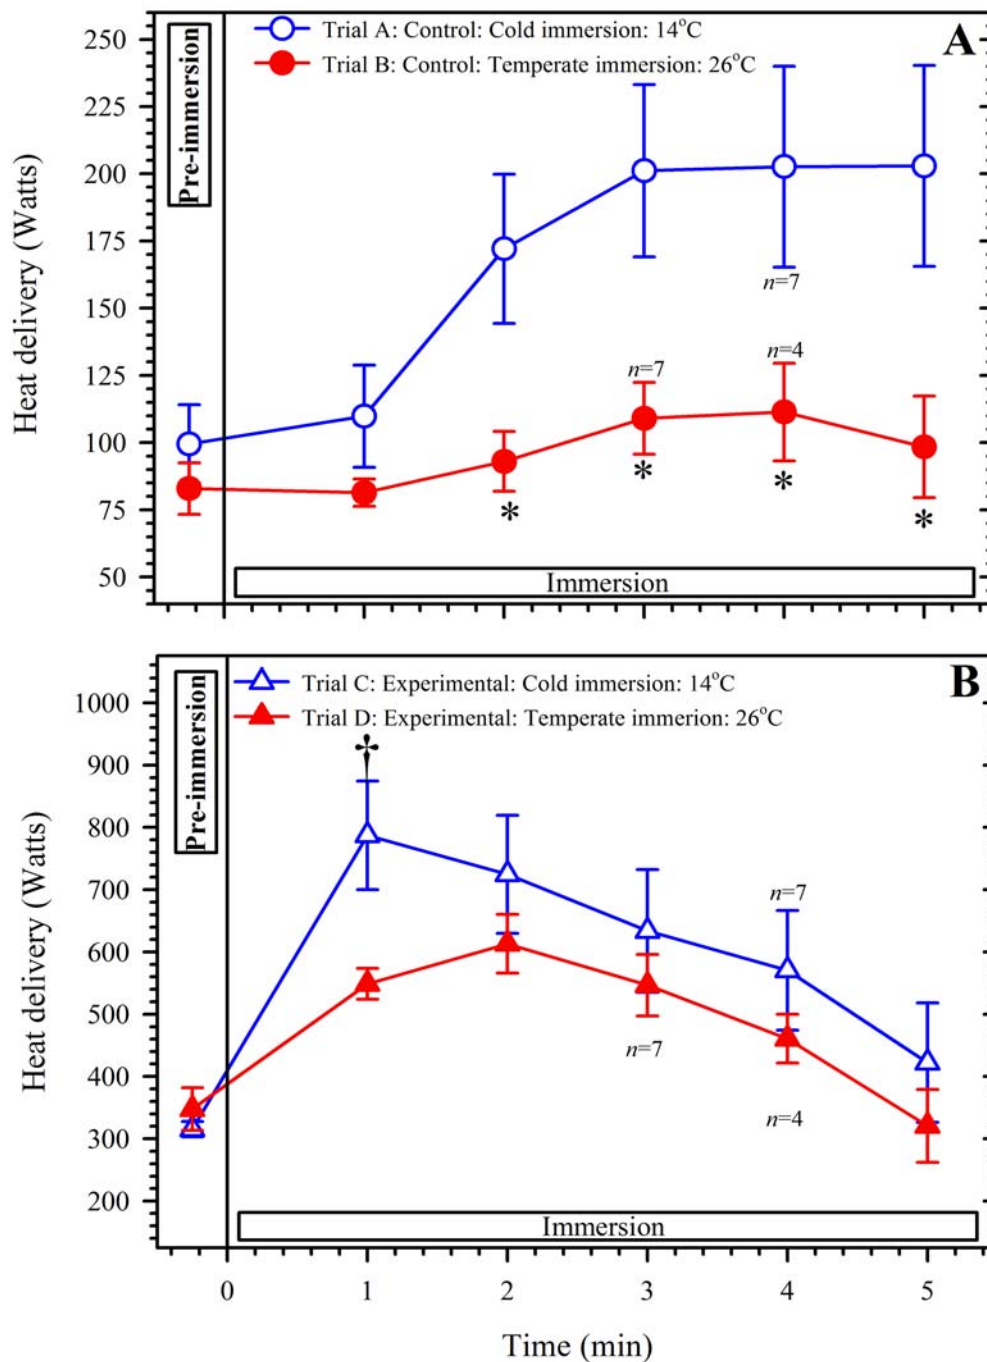 A
Trial A: Control: Cold immersion: 14°C
Trial B: Control: Temperate immersion: 26°C
Pre-immersion
Heat delivery (Watts)
250
225
200
175
150
125
100
75
50
n=7
n=7
n=4
*
*
*
*
Immersion
B
Trial C: Experimental: Cold immersion: 14°C
Trial D: Experimental: Temperate immerion: 26°C
Pre-immersion
Heat delivery (Watts)
1000
900
800
700
600
500
400
300
200
†
n=7
n=7
n=4
Immersion
0 1 2 3 4 5
Time (min)